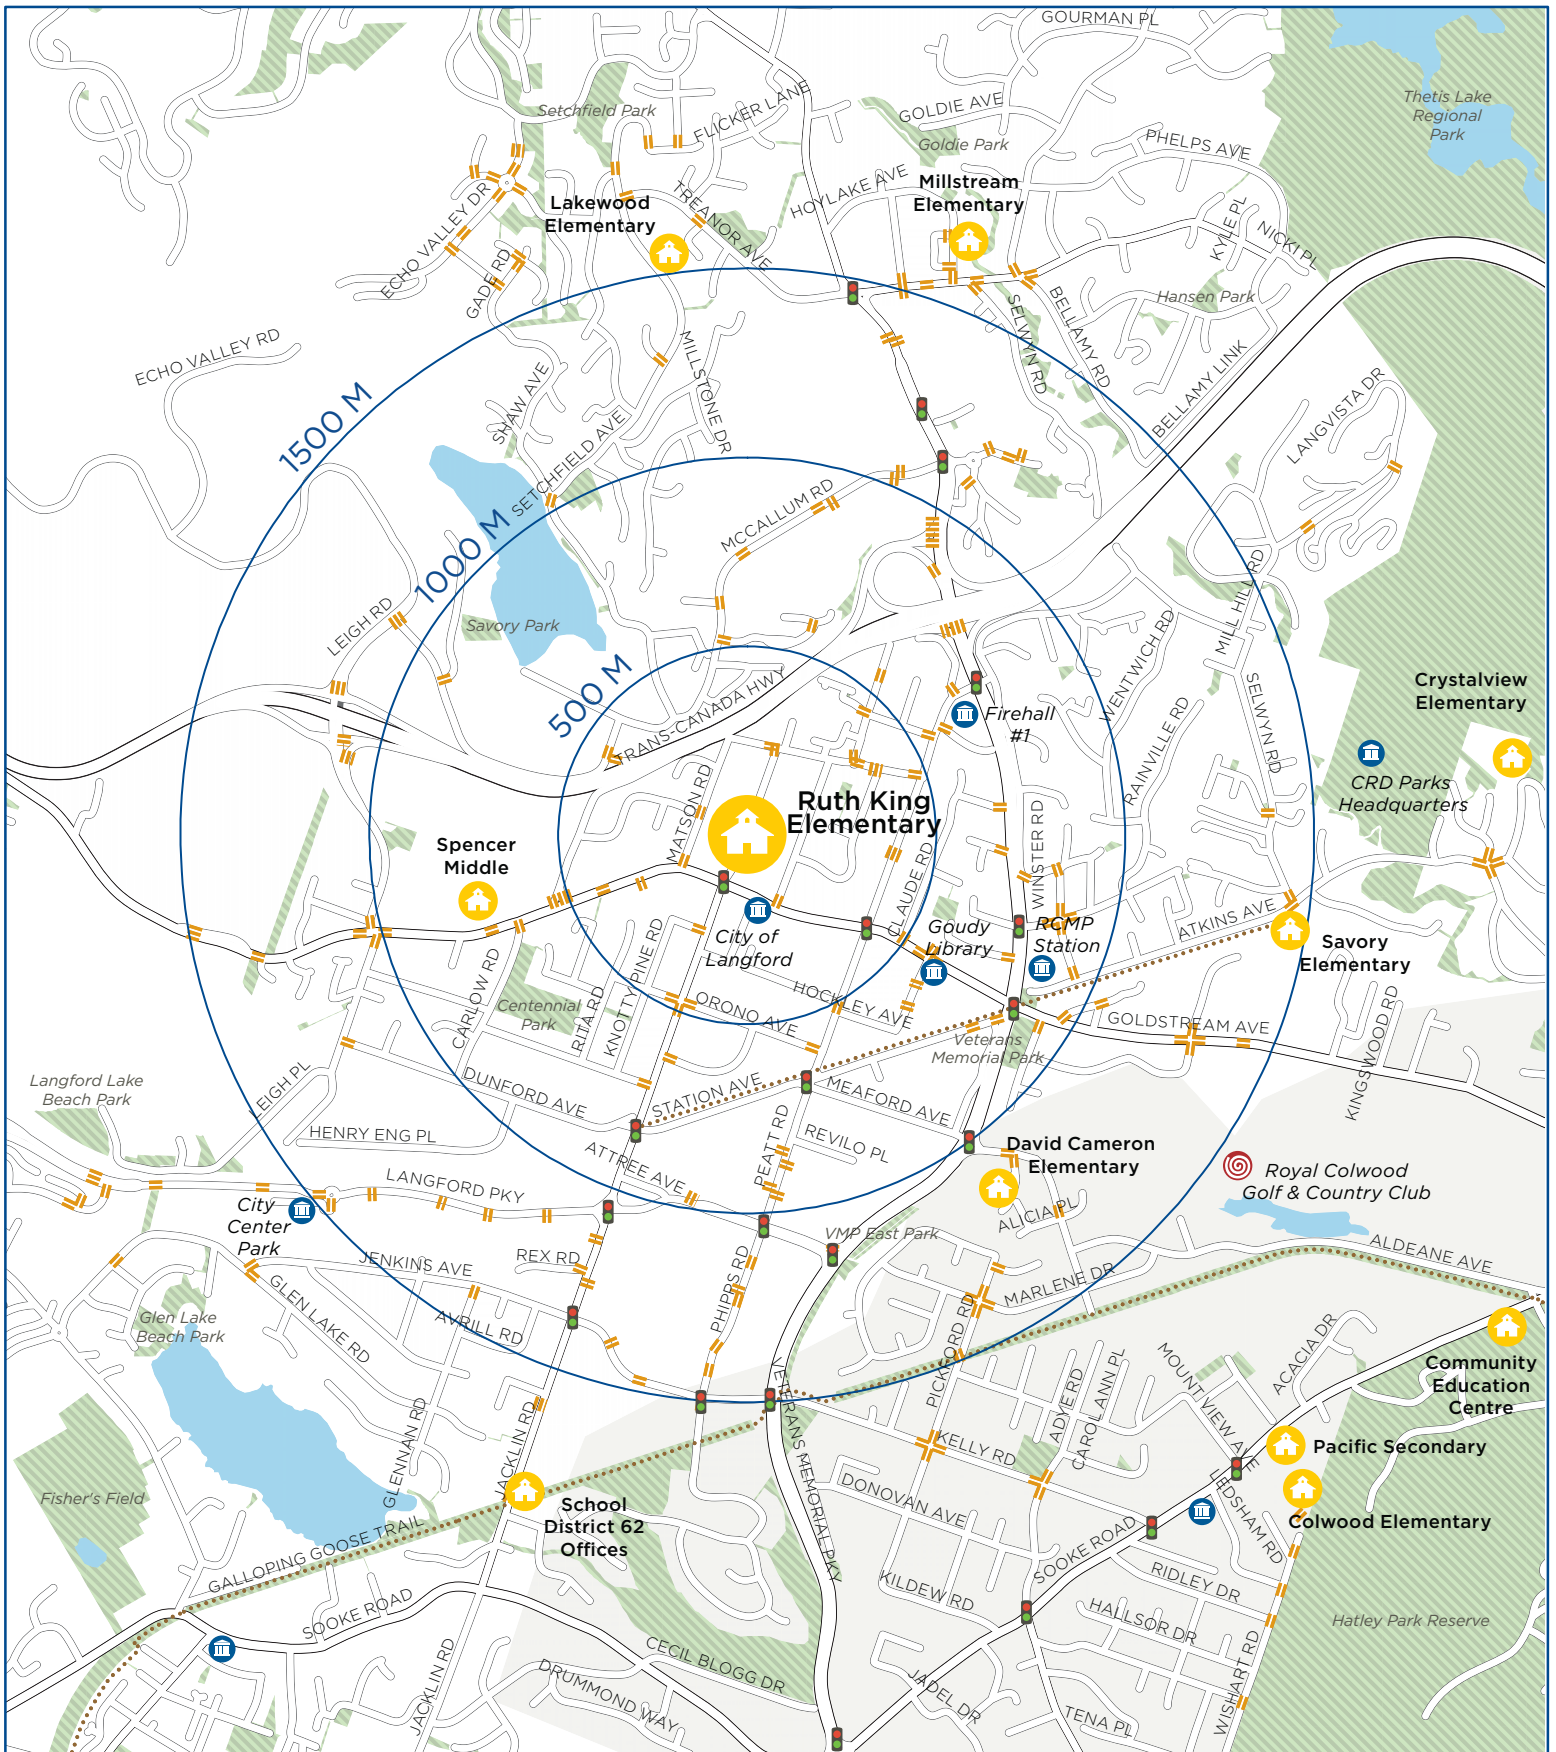 GOURMAN PL
Thetis Lake
Regional
Park
Setchfield Park
FLICKER LANE
GOLDIE AVE
Goldie Park
PHELPS AVE
ECHO VALLEY DR
Lakewood
Elementary
TREANOR AVE
HOYLAKE AVE
Millstream
Elementary
KYLE PL
NICKI PL
GADE RD
Hansen Park
SELWYN RD
BELLAMY RD
BELLAMY LINK
ECHO VALLEY RD
1500 M
SHAW AVE
MILLSTONE DR
SETCHFIELD AVE
LANGVISTA DR
1000 M
MCCALLUM RD
LEIGH RD
Savory Park
500 M
TRANS-CANADA HWY
WENTWICH RD
MILL HILL RD
SELWYN RD
Firehall
#1
RAINVILLE RD
Crystalview
Elementary
CRD Parks
Headquarters
MATSON RD
Ruth King
Elementary
WINSTER RD
Spencer
Middle
CLAUDE RD
City of
Langford
Goudy
Library
RCMP
Station
ATKINS AVE
Savory
Elementary
KNOTTY PINE RD
CARLOW RD
RITA RD
Centennial
Park
ORONO AVE
HOCKLEY AVE
GOLDSTREAM AVE
Veterans
Memorial Park
KINGSWOOD RD
Langford Lake
Beach Park
LEIGH PL
DUNFORD AVE
STATION AVE
MEAFORD AVE
HENRY ENG PL
REVILO PL
PEATT RD
ATTREE AVE
David Cameron
Elementary
Royal Colwood
Golf & Country Club
LANGFORD PKY
City
Center
Park
ALICIA PL
VMP East Park
ALDEANE AVE
REX RD
JENKINS AVE
MARLENE DR
GLEN LAKE RD
PHIPPS RD
Glen Lake
Beach Park
AVRILL RD
PICKFORD RD
ACACIA DR
MOUNT VIEW AVE
Community
Education
Centre
ADYE RD
CAROL ANN PL
VETERANS MEMORIAL PKY
GLENNAN RD
JACKLIN RD
KELLY RD
Pacific Secondary
Fisher's Field
School
District 62
Offices
DONOVAN AVE
LEDSHAM RD
Colwood Elementary
GALLOPING GOOSE TRAIL
SOOKE ROAD
SOOKE ROAD
KILDEW RD
RIDLEY DR
HALLSOR DR
Hatley Park Reserve
JACKLIN RD
CECIL BLOGG DR
DRUMMOND WAY
JADEL DR
TENA PL
WISHART RD